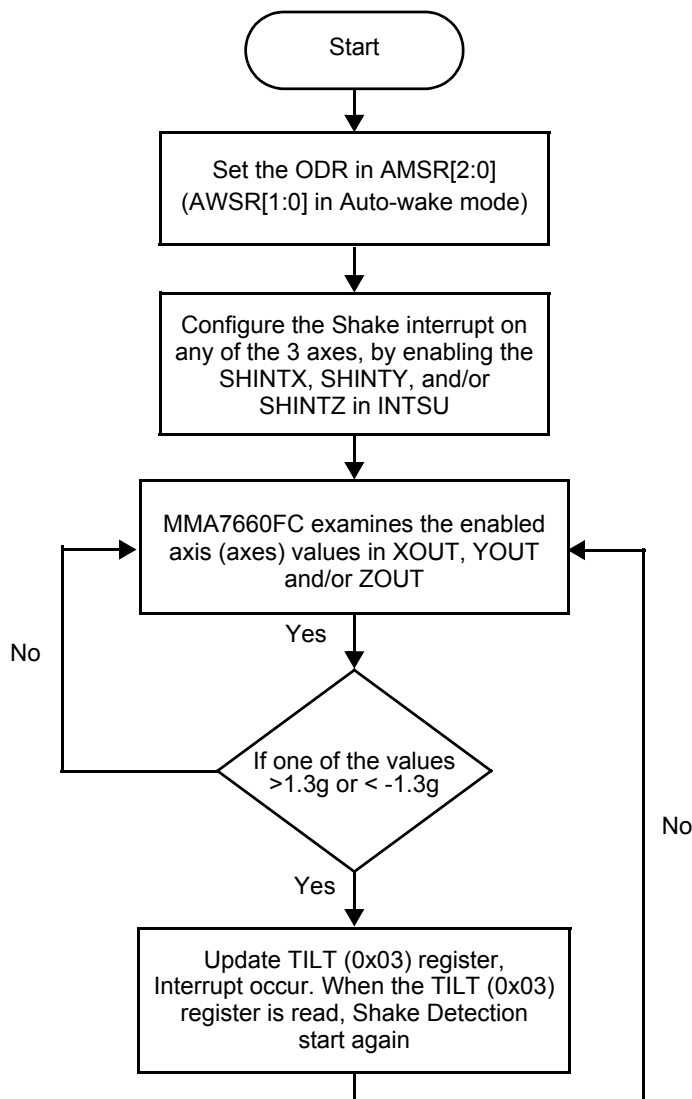 Start
Set the ODR in AMSR[2:0]
(AWSR[1:0] in Auto-wake mode)
Configure the Shake interrupt on
any of the 3 axes, by enabling the
SHINTX, SHINTY, and/or
SHINTZ in INTSU
MMA7660FC examines the enabled
axis (axes) values in XOUT, YOUT
and/or ZOUT
Yes
No
If one of the values
>1.3g or < -1.3g
No
Yes
Update TILT (0x03) register,
Interrupt occur. When the TILT (0x03)
register is read, Shake Detection
start again